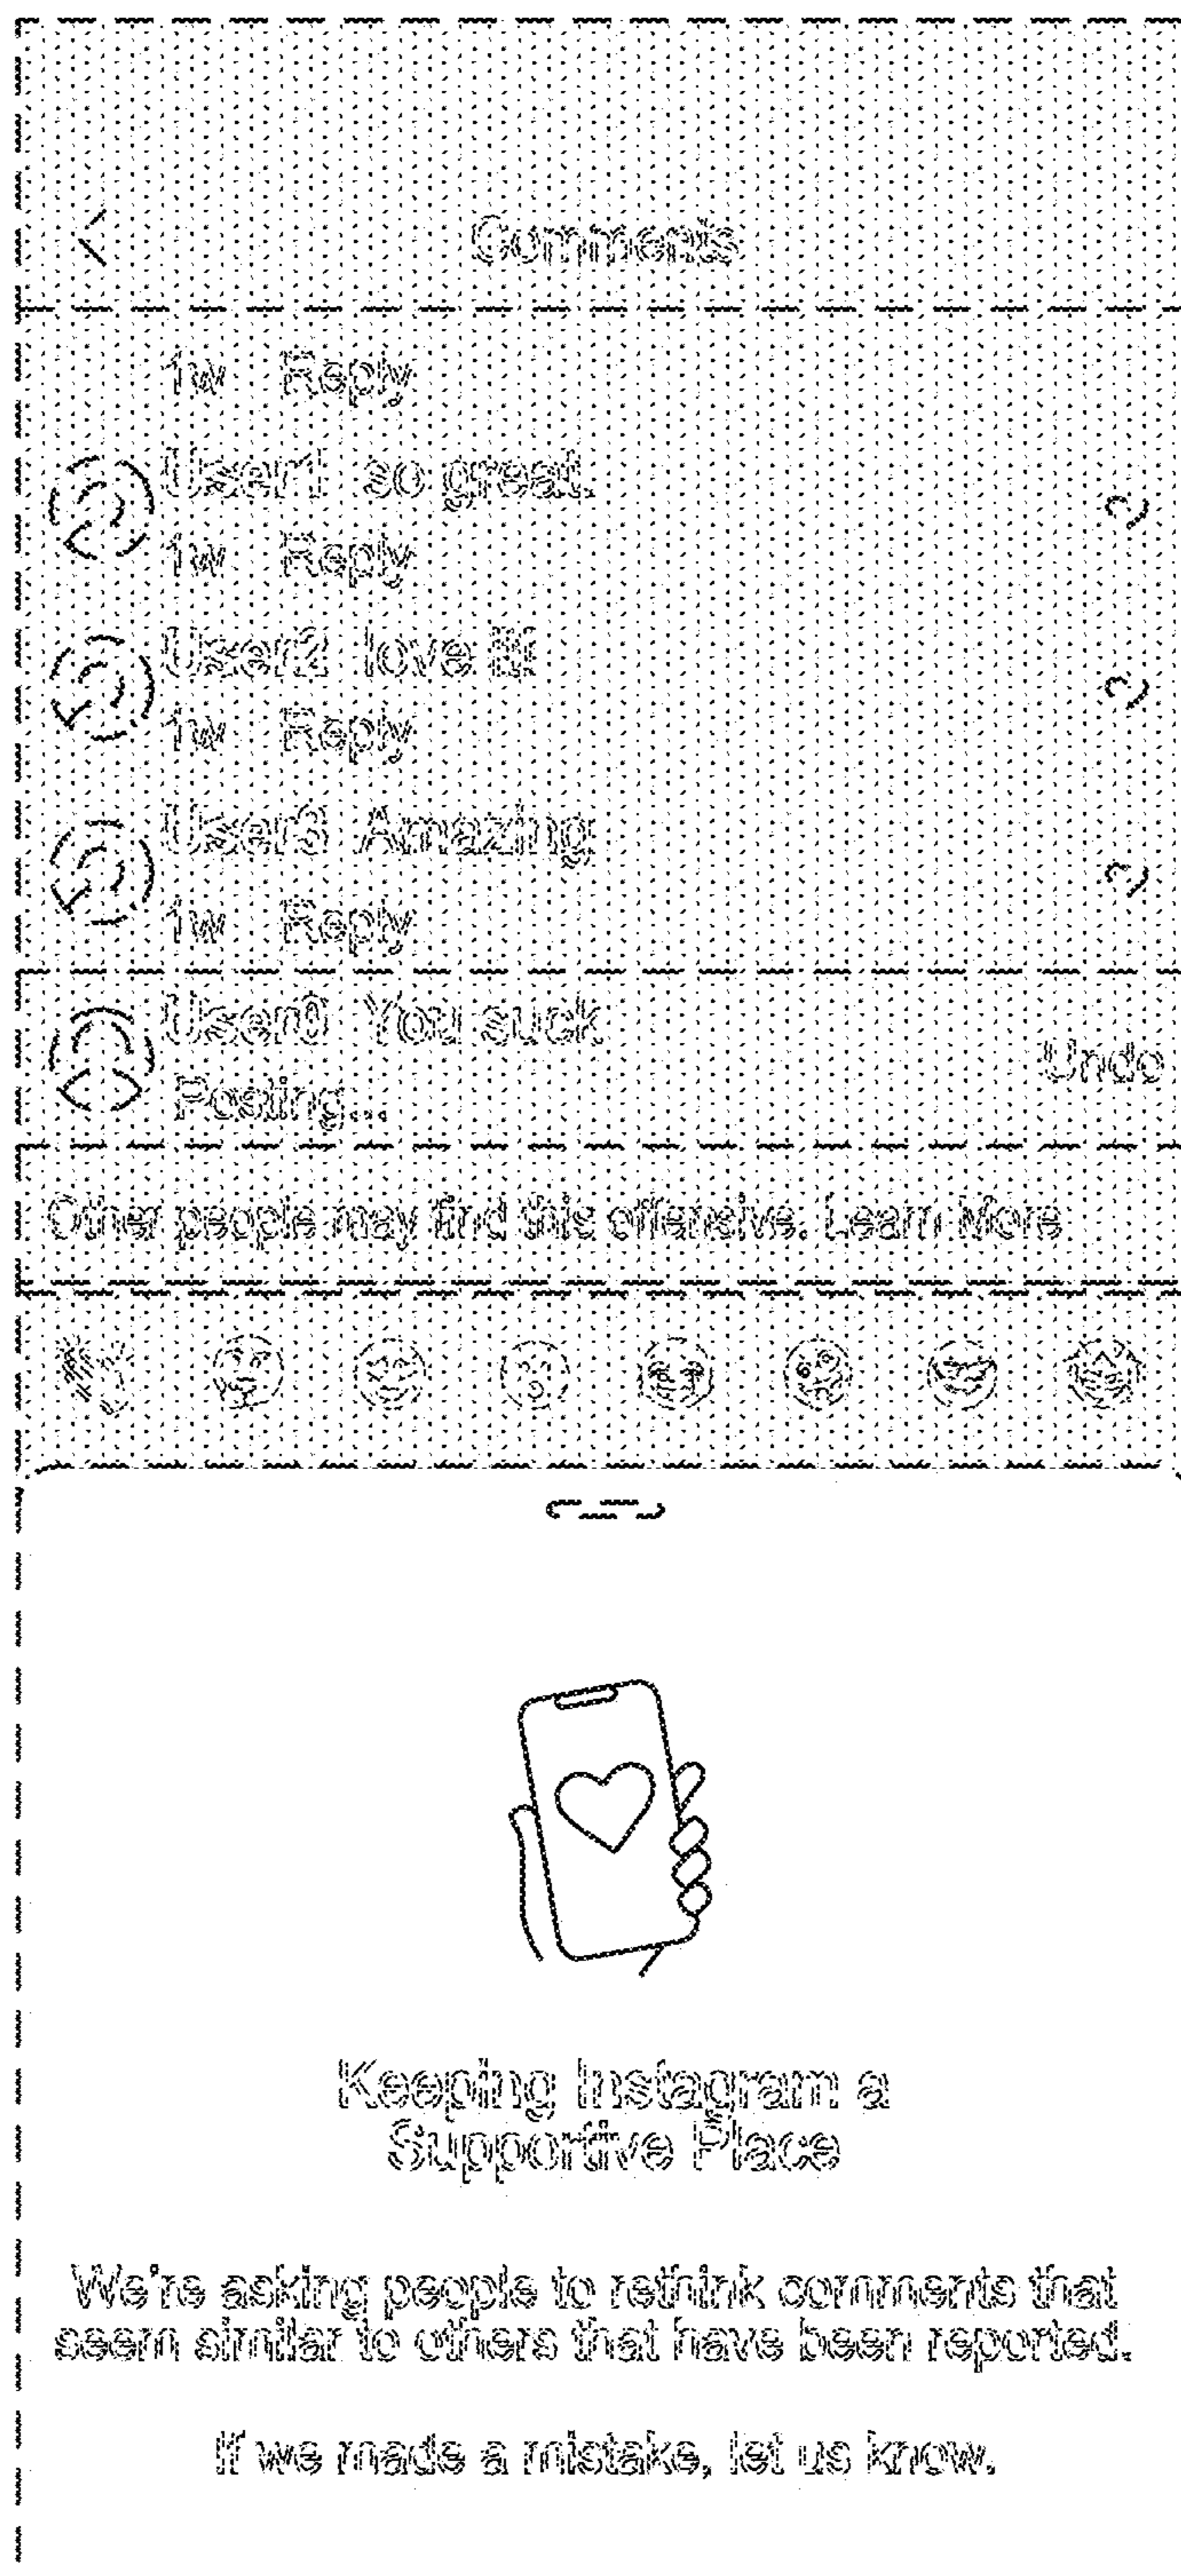 Comments
1w Reply
User1 so great.
1w Reply
User2 love it!
1w Reply
User3 Amazing
1w Reply
User0 You suck
Undo
Posting...
Other people may find this offensive. Learn More
Keeping Instagram a
Supportive Place
We're asking people to rethink comments that
seem similar to others that have been reported.
If we made a mistake, let us know.